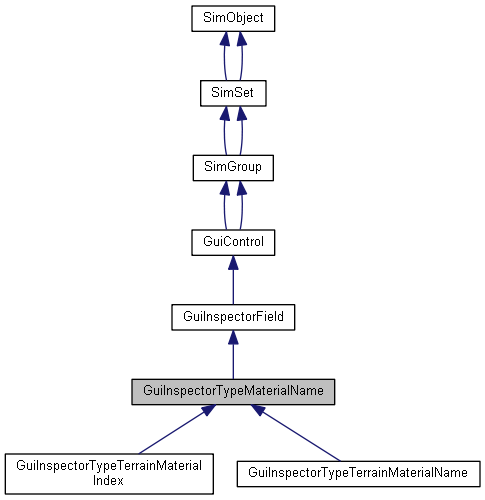 SimObject
SimSet
SimGroup
GuiControl
GuiInspectorField
GuiInspectorTypeMaterialName
GuiInspectorTypeTerrainMaterial
Index
GuiInspectorTypeTerrainMaterialName